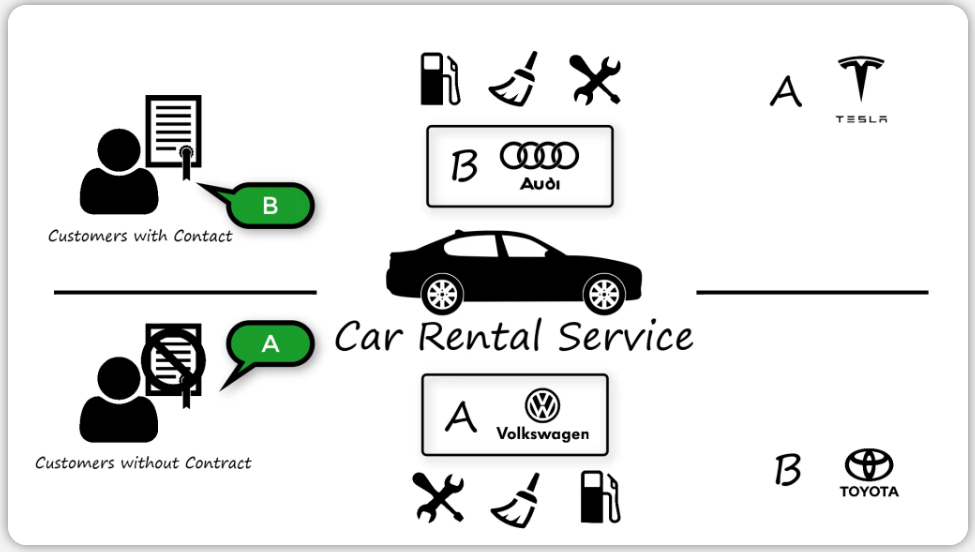 A
TESLA
B
Audi
B
Customers with Contact
Car Rental Service
A
A
Volkswagen
Customers without Contract
B
TOYOTA